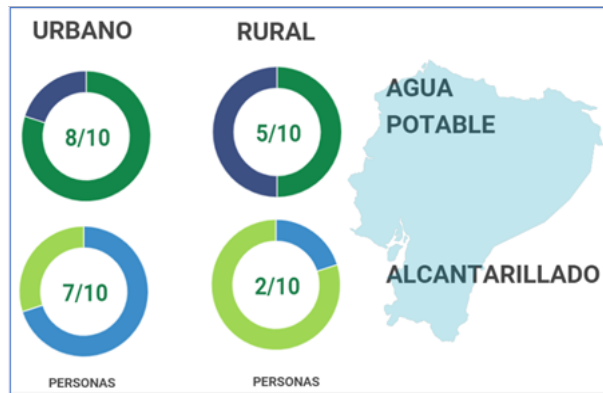 URBANO
RURAL
8/10
5/10
AGUA
POTABLE
7/10
2/10
ALCANTARILLADO
PERSONAS
PERSONAS